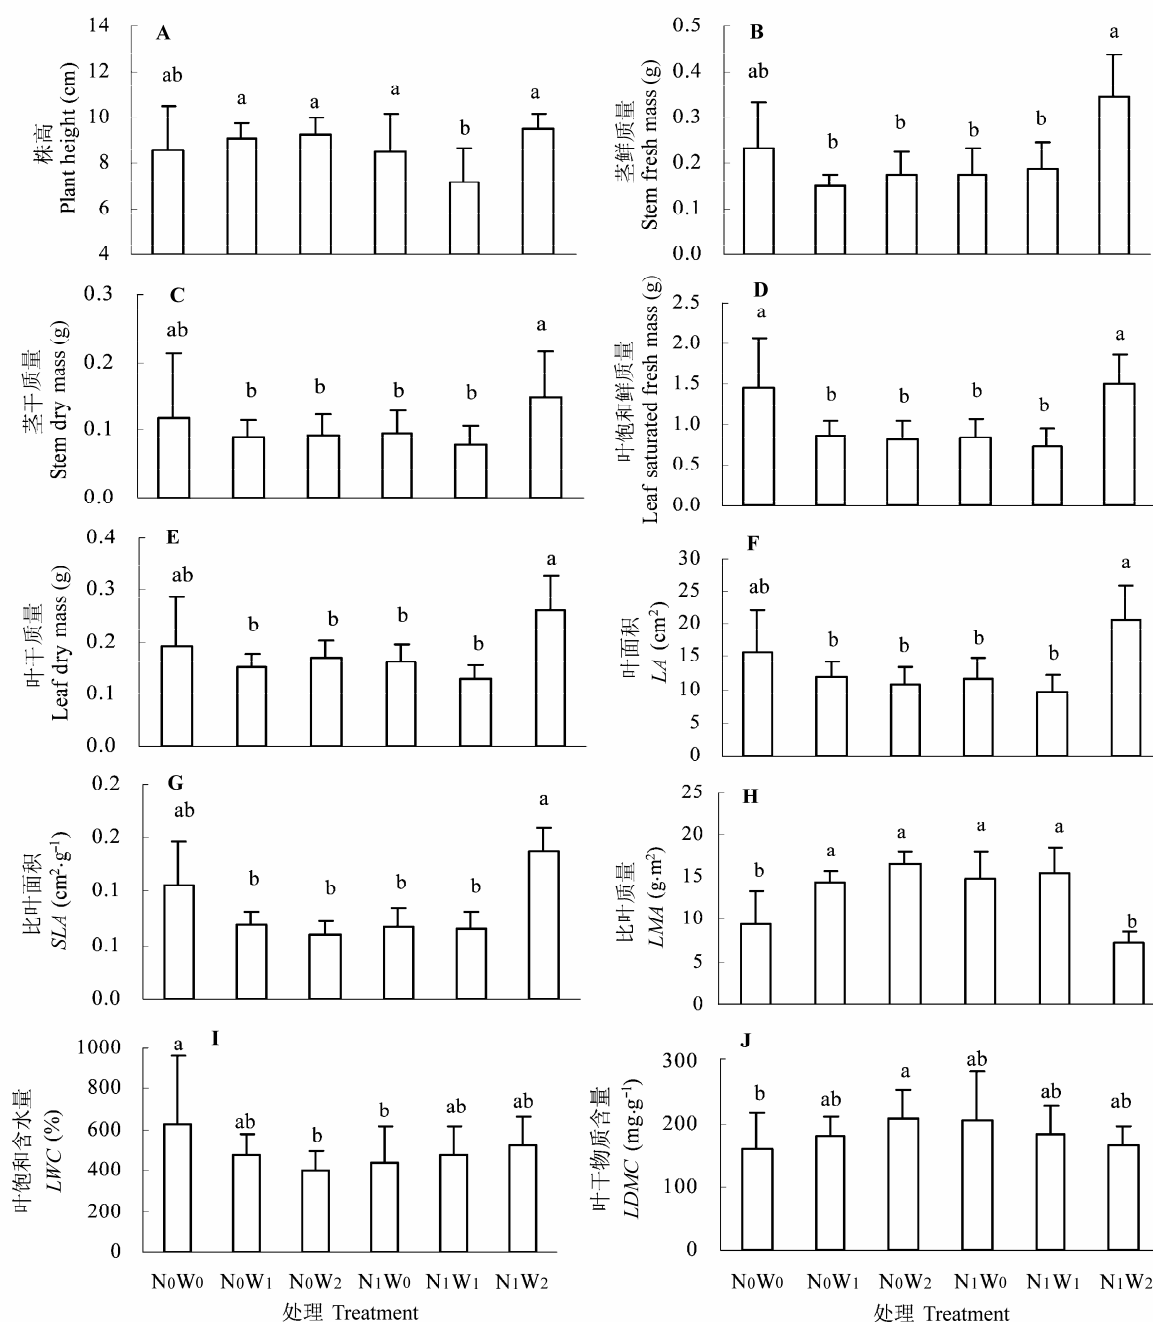 A
14
12
10
8
6
4
株高
Plant height (cm)
ab
a
a
a
b
a
B
0.5
0.4
0.3
0.2
0.1
0.0
茎鲜质量
Stem fresh mass (g)
ab
b
b
b
b
a
C
0.3
0.2
0.1
0.0
茎干质量
Stem dry mass (g)
ab
b
b
b
b
a
D
2.5
2.0
1.5
1.0
0.5
0.0
叶饱和鲜质量
Leaf saturated fresh mass (g)
a
b
b
b
b
a
E
0.4
0.3
0.2
0.1
0.0
叶干质量
Leaf dry mass (g)
ab
b
b
b
b
a
F
30
25
20
15
10
5
0
叶面积
LA (cm²)
ab
b
b
b
b
a
G
0.2
0.2
0.1
0.1
0.0
比叶面积
SLA (cm²·g⁻¹)
ab
b
b
b
b
a
H
25
20
15
10
5
0
比叶质量
LMA (g·m²)
b
a
a
a
a
b
I
1000
800
600
400
200
0
叶饱和含水量
LWC (%)
a
ab
b
b
ab
ab
N0W0 N0W1 N0W2 N1W0 N1W1 N1W2
处理 Treatment
J
300
200
100
0
叶干物质含量
LDMC (mg·g⁻¹)
b
ab
a
ab
ab
ab
N0W0 N0W1 N0W2 N1W0 N1W1 N1W2
处理 Treatment